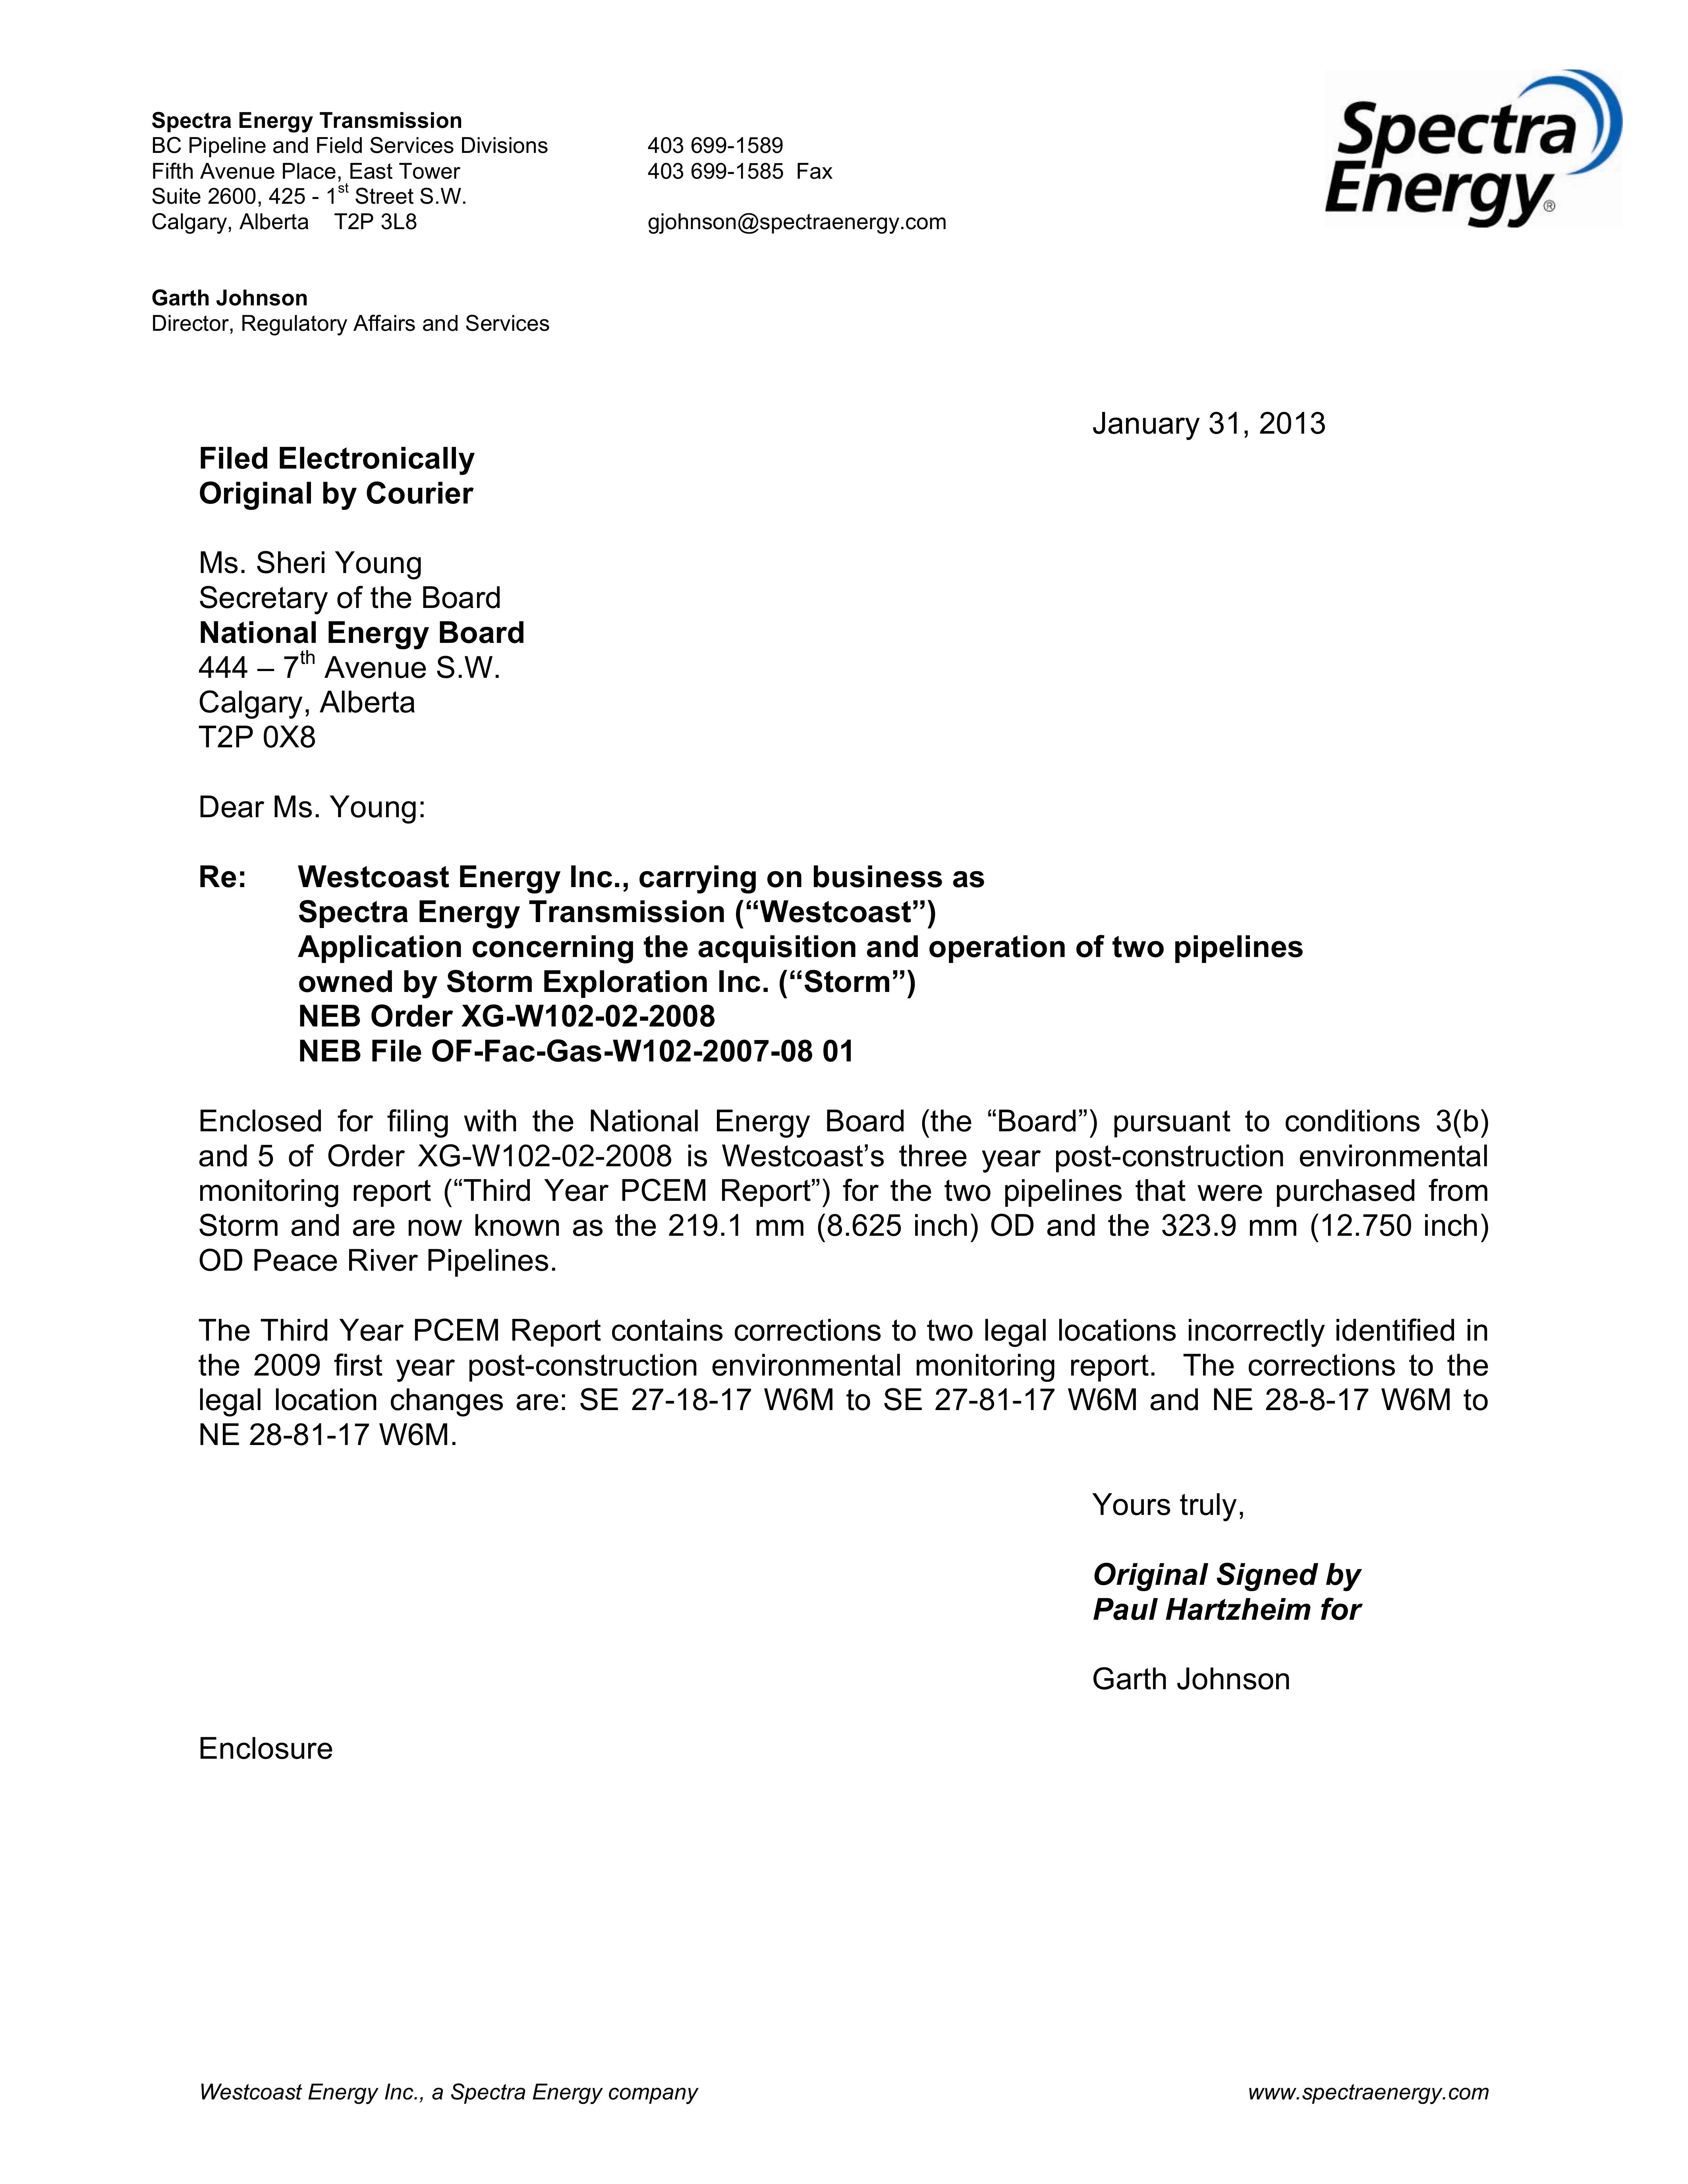 Spectra Energy Transmission
BC Pipeline and Field Services Divisions 403 699-1589
Fifth Avenue Place, East Tower 403 699-1585 Fax
Suite 2600, 425 - 1st Street S.W.
Calgary, Alberta T2P 3L8 gjohnson@spectraenergy.com
Spectra
Energy®
Garth Johnson
Director, Regulatory Affairs and Services
January 31, 2013
Filed Electronically
Original by Courier
Ms. Sheri Young
Secretary of the Board
National Energy Board
444 – 7th Avenue S.W.
Calgary, Alberta
T2P 0X8
Dear Ms. Young:
Re: Westcoast Energy Inc., carrying on business as
Spectra Energy Transmission (“Westcoast”)
Application concerning the acquisition and operation of two pipelines
owned by Storm Exploration Inc. (“Storm”)
NEB Order XG-W102-02-2008
NEB File OF-Fac-Gas-W102-2007-08 01
Enclosed for filing with the National Energy Board (the “Board”) pursuant to conditions 3(b)
and 5 of Order XG-W102-02-2008 is Westcoast’s three year post-construction environmental
monitoring report (“Third Year PCEM Report”) for the two pipelines that were purchased from
Storm and are now known as the 219.1 mm (8.625 inch) OD and the 323.9 mm (12.750 inch)
OD Peace River Pipelines.
The Third Year PCEM Report contains corrections to two legal locations incorrectly identified in
the 2009 first year post-construction environmental monitoring report. The corrections to the
legal location changes are: SE 27-18-17 W6M to SE 27-81-17 W6M and NE 28-8-17 W6M to
NE 28-81-17 W6M.
Yours truly,
Original Signed by
Paul Hartzheim for
Garth Johnson
Enclosure
Westcoast Energy Inc., a Spectra Energy company www.spectraenergy.com